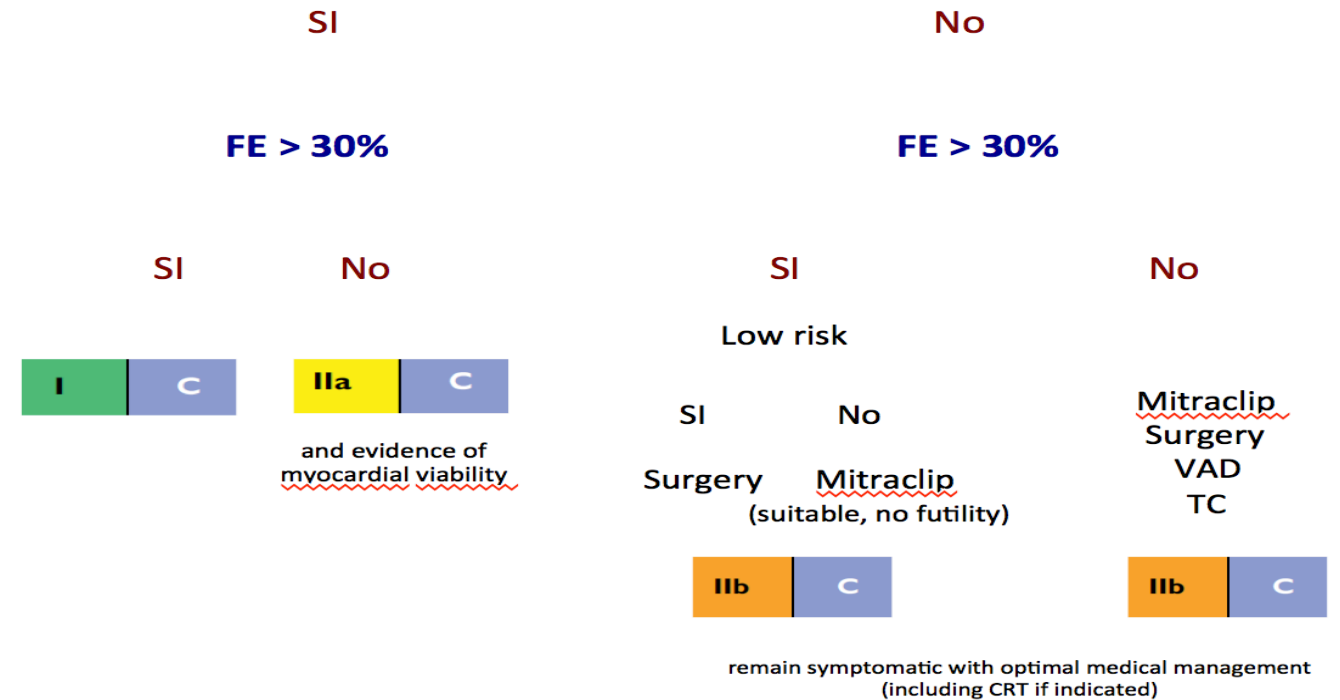 SI
No
FE > 30%
FE > 30%
SI
No
SI
No
Low risk
I
C
IIa
C
and evidence of
myocardial viability
SI
No
Surgery
Mitraclip
(suitable, no futility)
Mitraclip
Surgery
VAD
TC
IIb
C
IIb
C
remain symptomatic with optimal medical management
(including CRT if indicated)